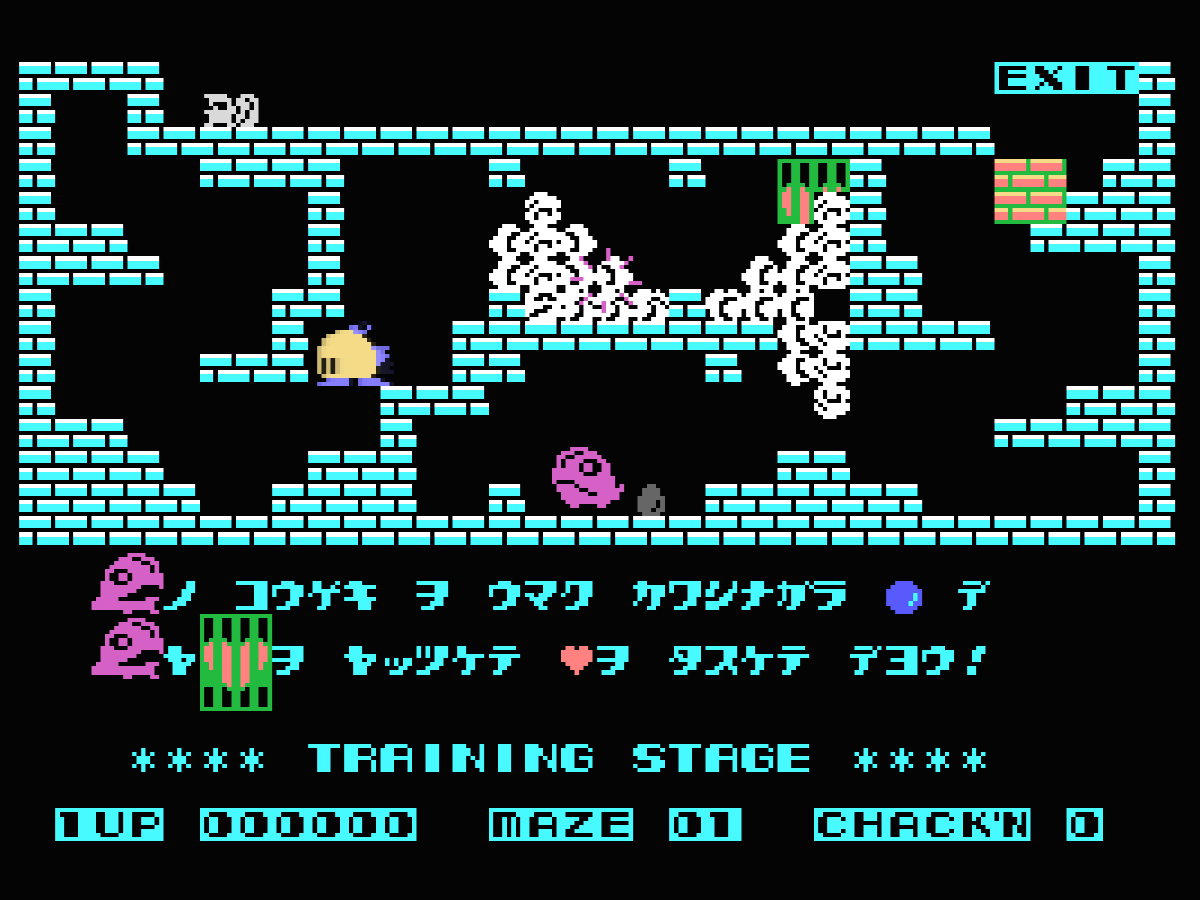 EXIT
ノ コウゲキ ヲ ウマク カワシナガラ デ
ヤ ヲ ヤッツケテ ヲ タスケテ デヨウ!
**** TRAINING STAGE ****
1UP 000000 MAZE 01 CHACK'N 0